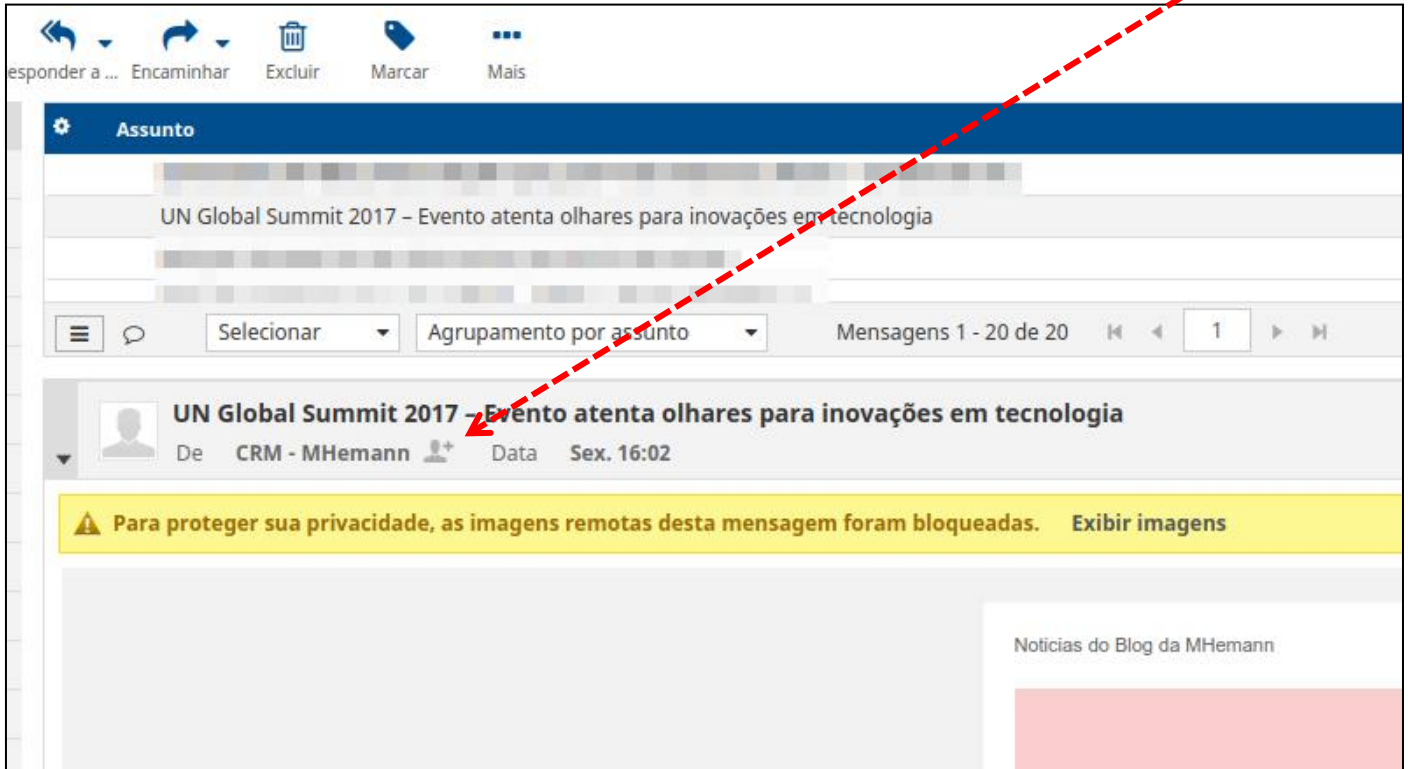 esponder a ... Encaminhar Excluir Marcar Mais
Assunto
UN Global Summit 2017 – Evento atenta olhares para inovações em tecnologia
Selecionar Agrupamento por assunto Mensagens 1 - 20 de 20 1
UN Global Summit 2017 – Evento atenta olhares para inovações em tecnologia
De CRM - MHemann Data Sex. 16:02
Para proteger sua privacidade, as imagens remotas desta mensagem foram bloqueadas. Exibir imagens
Noticias do Blog da MHemann